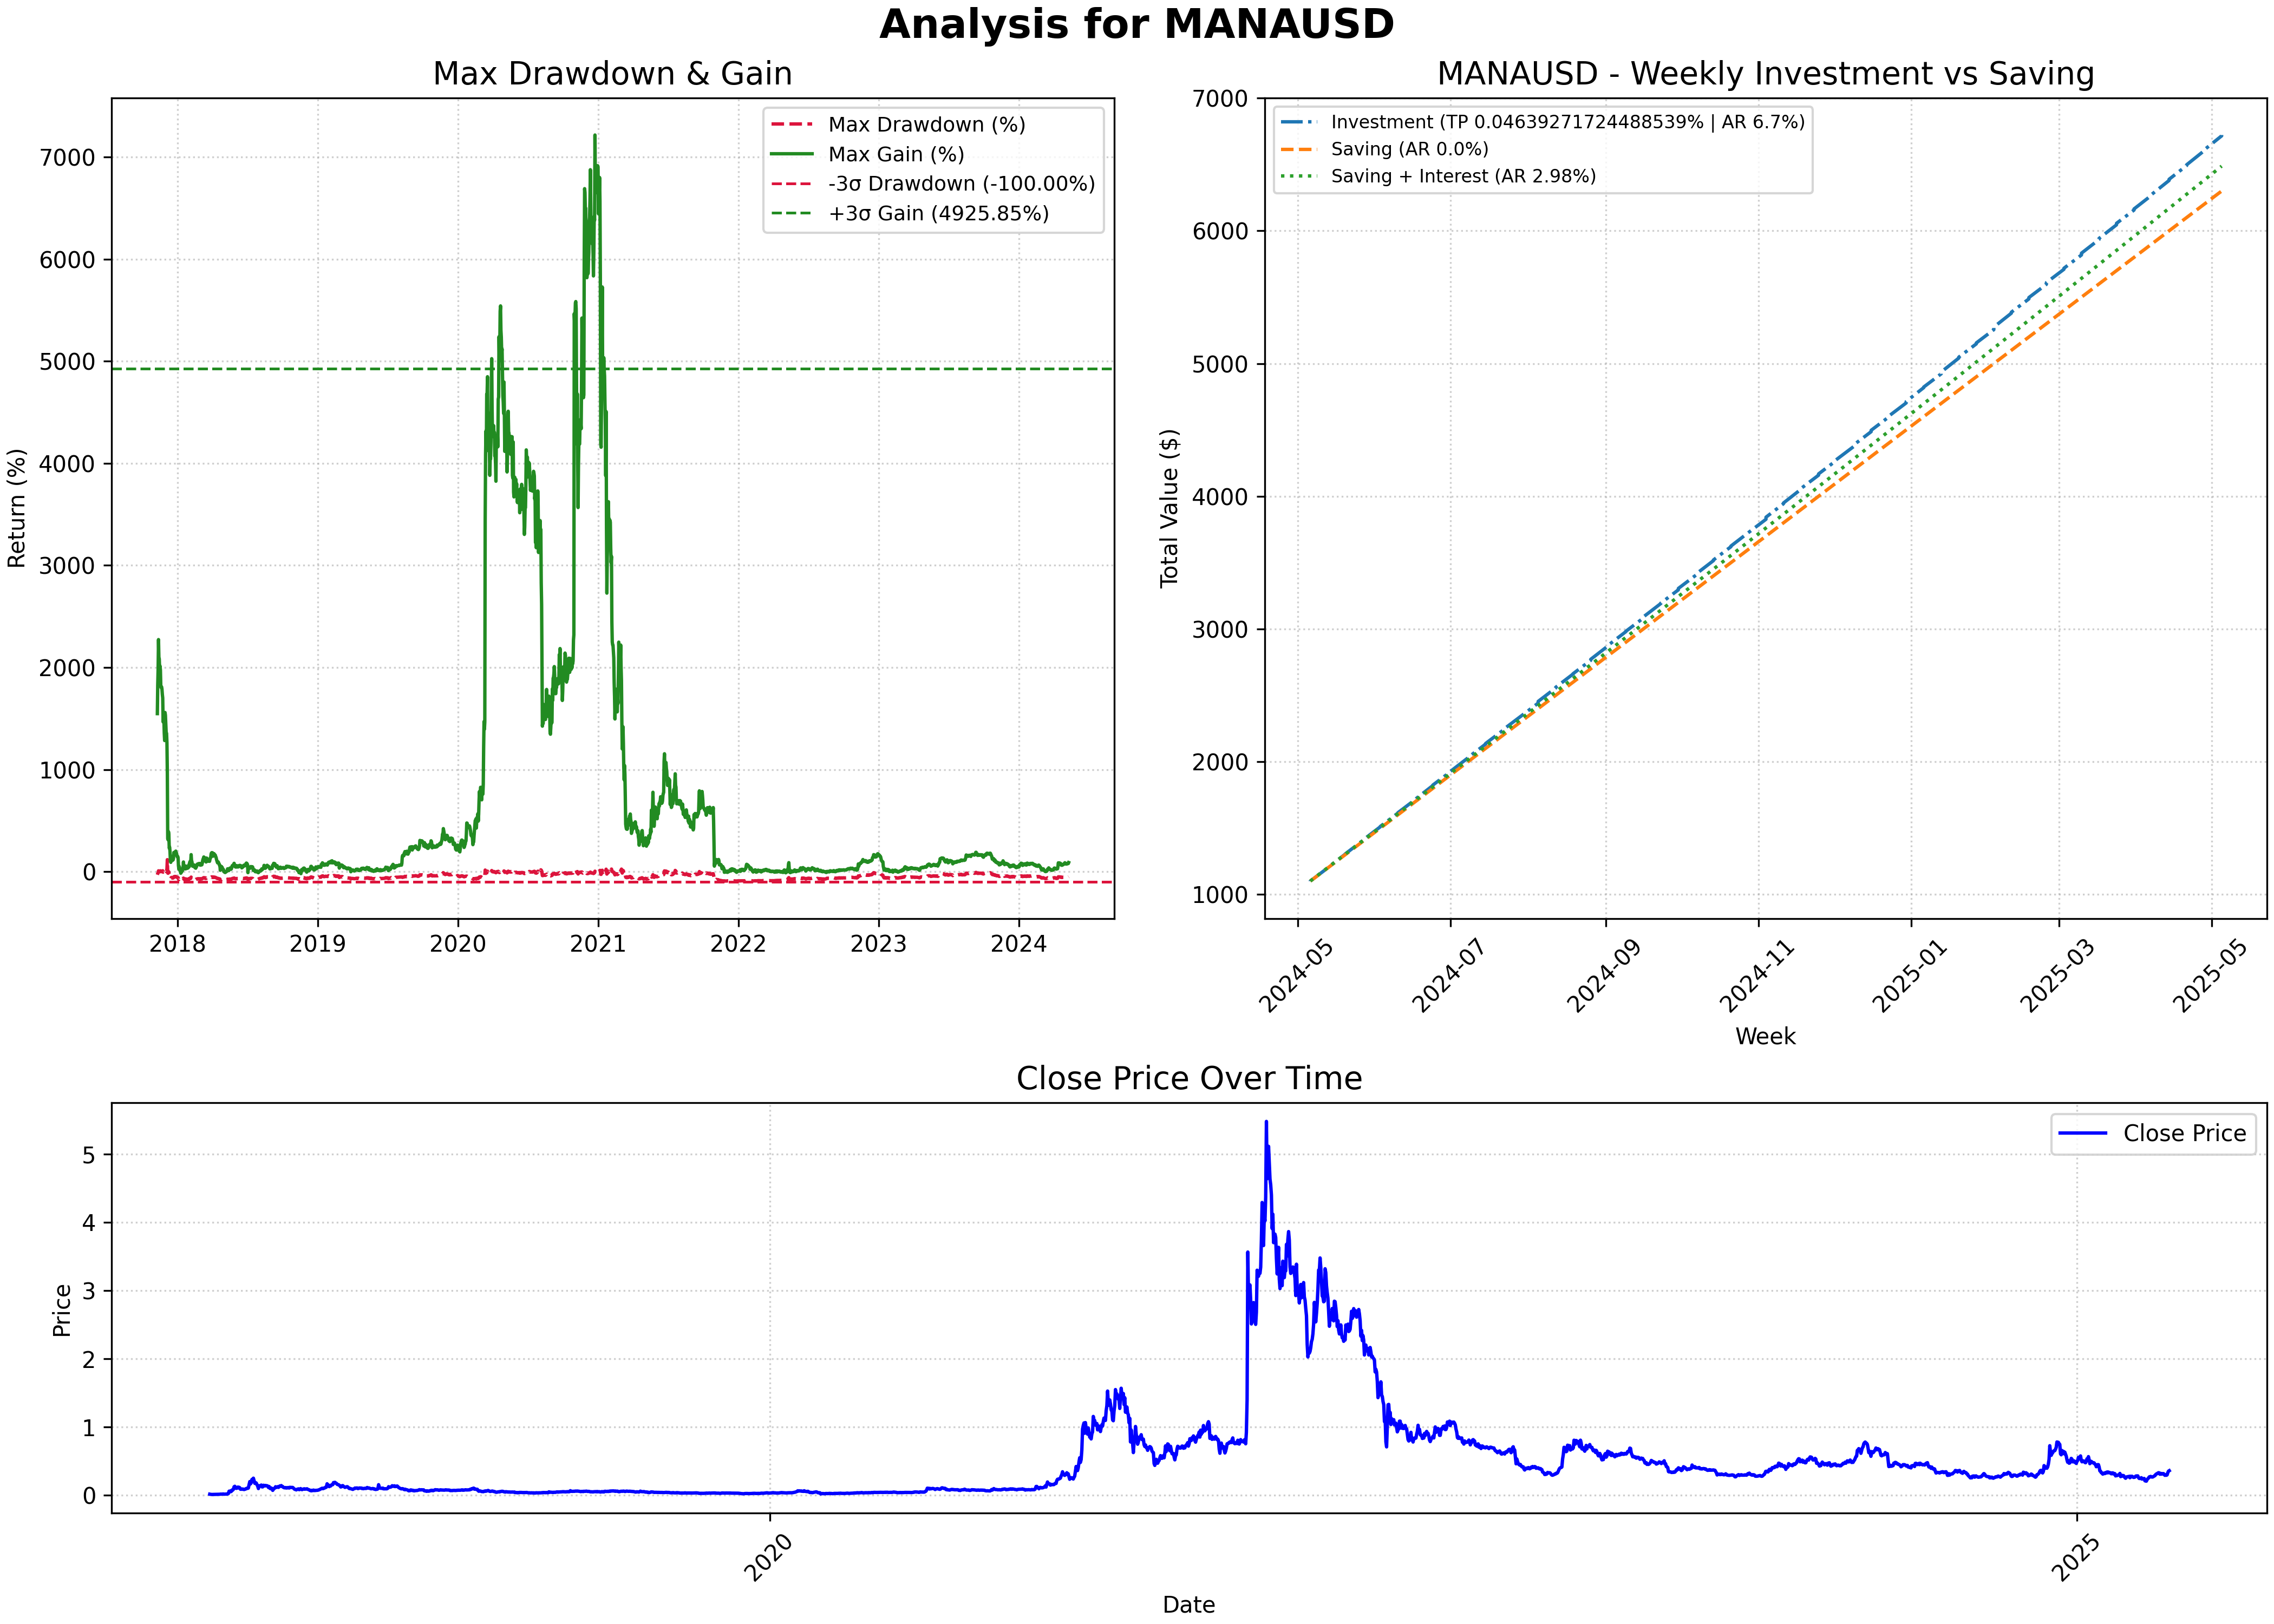 Analysis for MANAUSD
Max Drawdown & Gain
Max Drawdown (%)
Max Gain (%)
-3σ Drawdown (-100.00%)
+3σ Gain (4925.85%)
Return (%)
7000
6000
5000
4000
3000
2000
1000
0
2018
2019
2020
2021
2022
2023
2024
MANAUSD - Weekly Investment vs Saving
Investment (TP 0.04639271724488539% | AR 6.7%)
Saving (AR 0.0%)
Saving + Interest (AR 2.98%)
Total Value ($)
7000
6000
5000
4000
3000
2000
1000
2024-05
2024-07
2024-09
2024-11
2025-01
2025-03
2025-05
Week
Close Price Over Time
Close Price
Price
5
4
3
2
1
0
2020
2025
Date